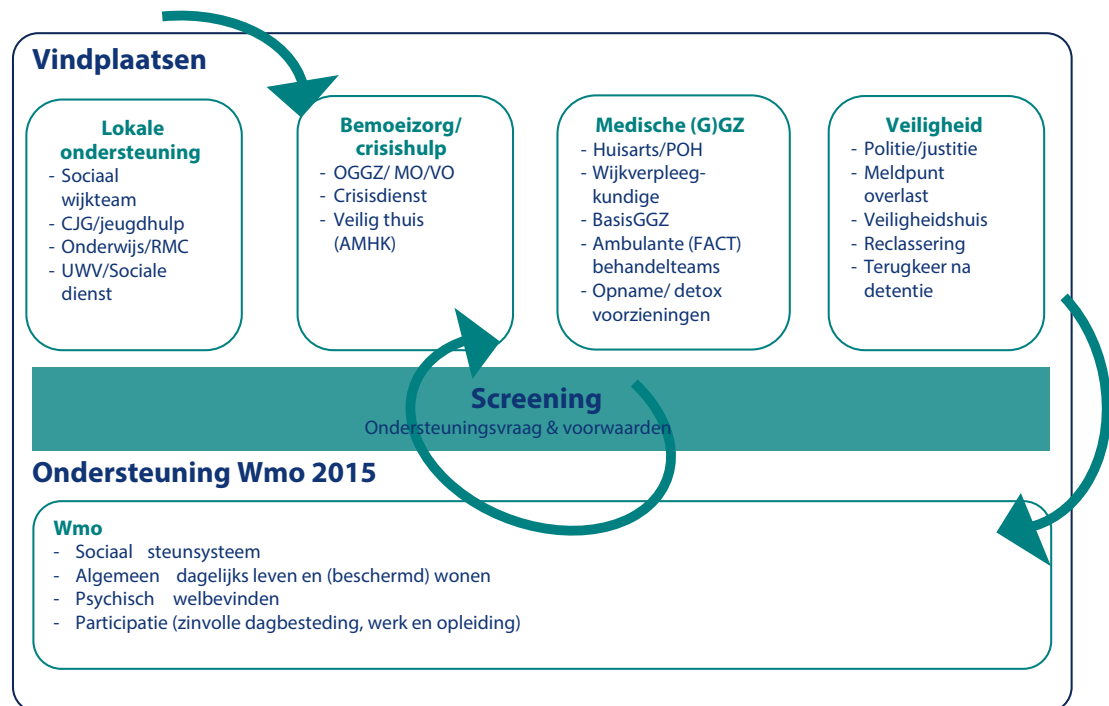 Vindplaatsen
Lokale
ondersteuning
- Sociaal
wijkteam
- CJG/jeugdhulp
- Onderwijs/RMC
- UWV/Sociale
dienst
Bemoeizorg/
crisishulp
- OGGZ/ MO/VO
- Crisisdienst
- Veilig thuis
(AMHK)
Medische (G)GZ
- Huisarts/POH
- Wijkverpleeg-
kundige
- BasisGGZ
- Ambulante (FACT)
behandelteams
- Opname/ detox
voorzieningen
Veiligheid
- Politie/justitie
- Meldpunt
overlast
- Veiligheidshuis
- Reclassering
- Terugkeer na
detentie
Screening
Ondersteuningsvraag & voorwaarden
Ondersteuning Wmo 2015
Wmo
- Sociaal steunsysteem
- Algemeen dagelijks leven en (beschermd) wonen
- Psychisch welbevinden
- Participatie (zinvolle dagbesteding, werk en opleiding)